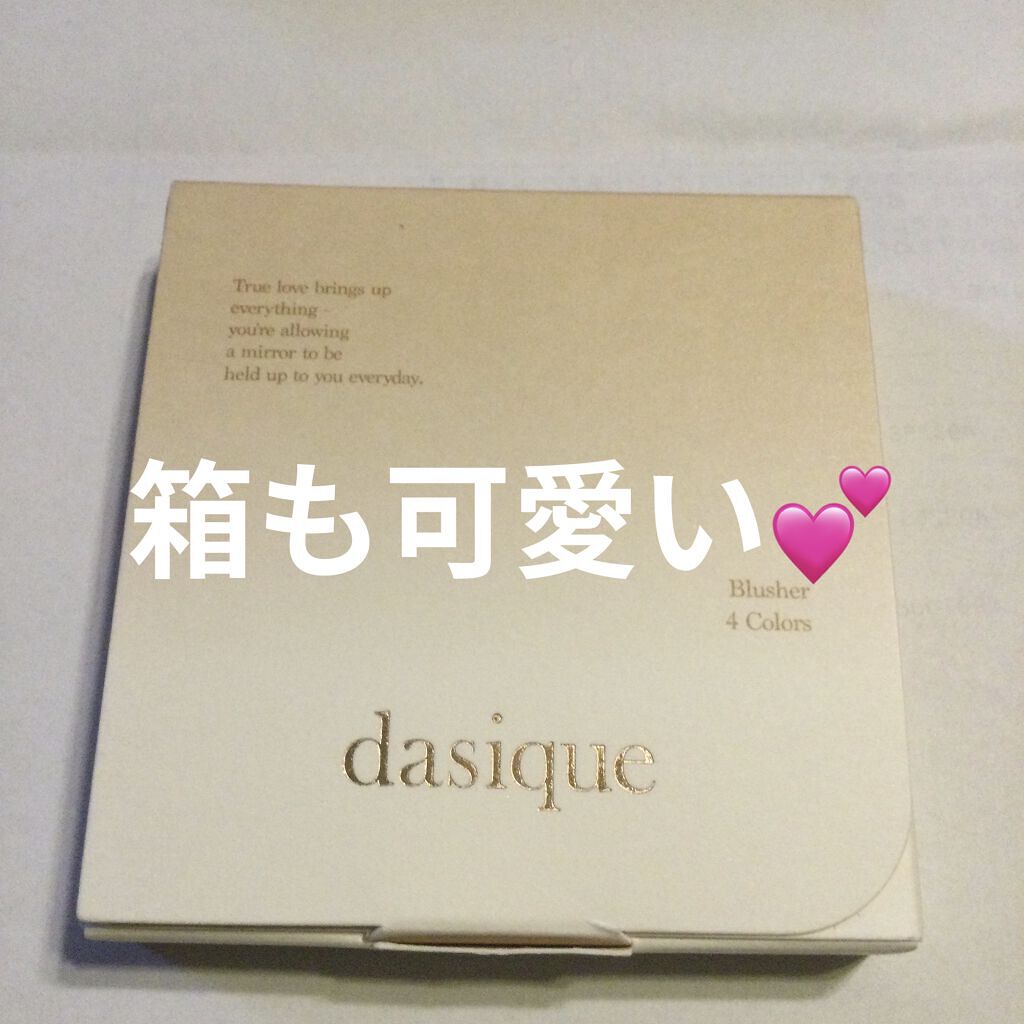 True love brings up
everything -
you're allowing
a mirror to be
held up to you everyday.
箱も可愛い💕
Blusher
4 Colors
dasique